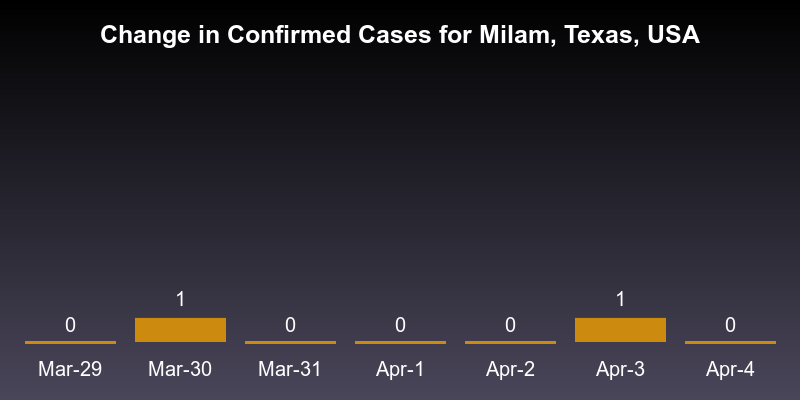 Change in Confirmed Cases for Milam, Texas, USA
0 1 0 0 0 1 0
Mar-29 Mar-30 Mar-31 Apr-1 Apr-2 Apr-3 Apr-4